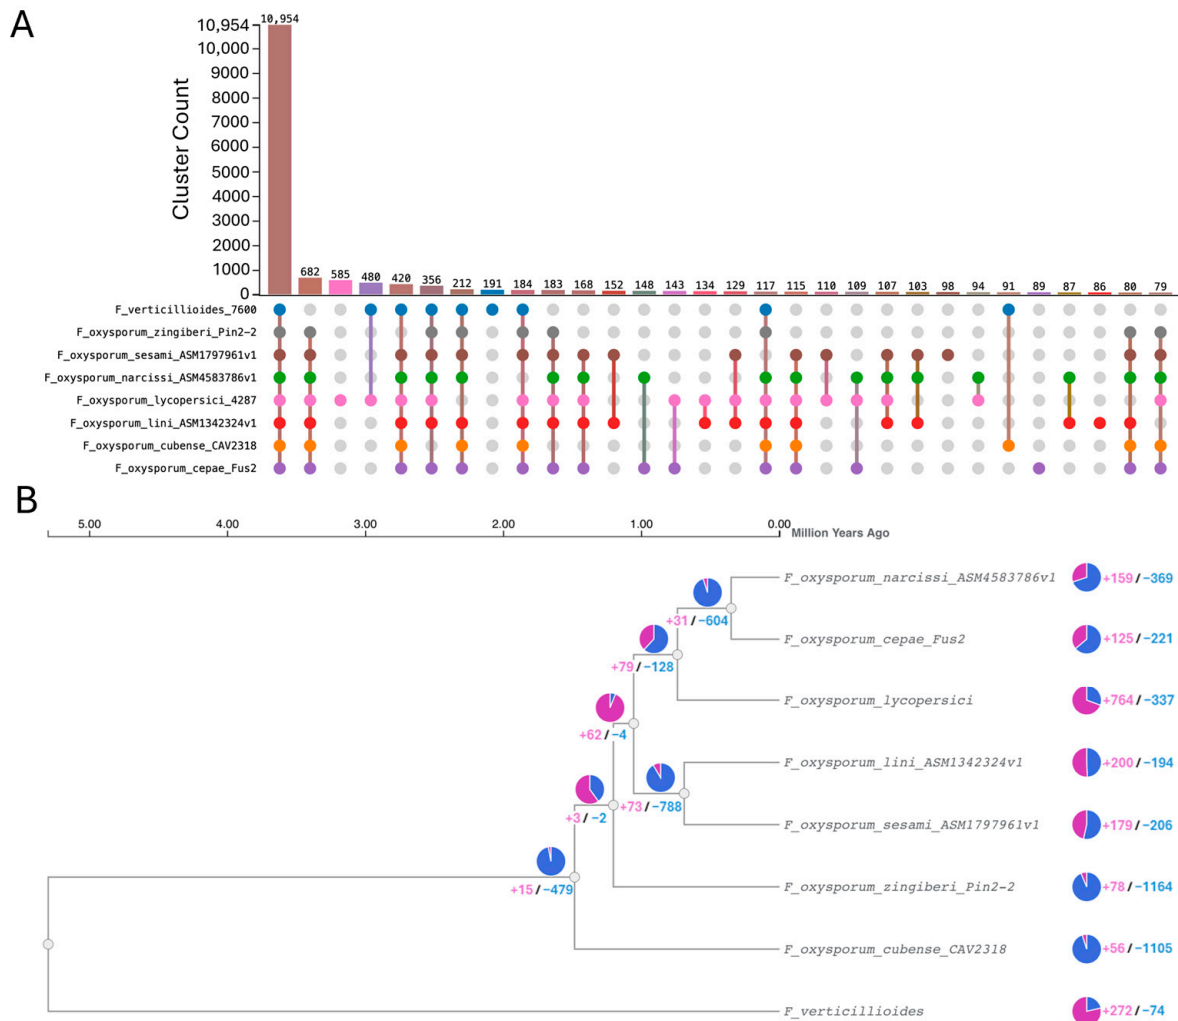 A
Cluster Count
10,954
10,000
9000
8000
7000
6000
5000
4000
3000
2000
1000
0
10,954 682 585 480 420 356 212 191 184 183 168 152 148 143 134 129 117 115 110 109 107 103 98 94 91 89 87 86 80 79
F_verticillioides_7600
F_oxysporum_zingiberi_Pin2-2
F_oxysporum_sesami_ASM1797961v1
F_oxysporum_narcissi_ASM4583786v1
F_oxysporum_lycopersici_4287
F_oxysporum_lini_ASM1342324v1
F_oxysporum_cubense_CAV2318
F_oxysporum_cepae_Fus2
B
5.00 4.00 3.00 2.00 1.00 0.00
Million Years Ago
F_oxysporum_narcissi_ASM4583786v1 +159/-369
+31/-604
F_oxysporum_cepae_Fus2 +125/-221
+79/-128
F_oxysporum_lycopersici +764/-337
+62/-4
F_oxysporum_lini_ASM1342324v1 +200/-194
+73/-788
+3/-2
F_oxysporum_sesami_ASM1797961v1 +179/-206
F_oxysporum_zingiberi_Pin2-2 +78/-1164
+15/-479
F_oxysporum_cubense_CAV2318 +56/-1105
F_verticillioides +272/-74